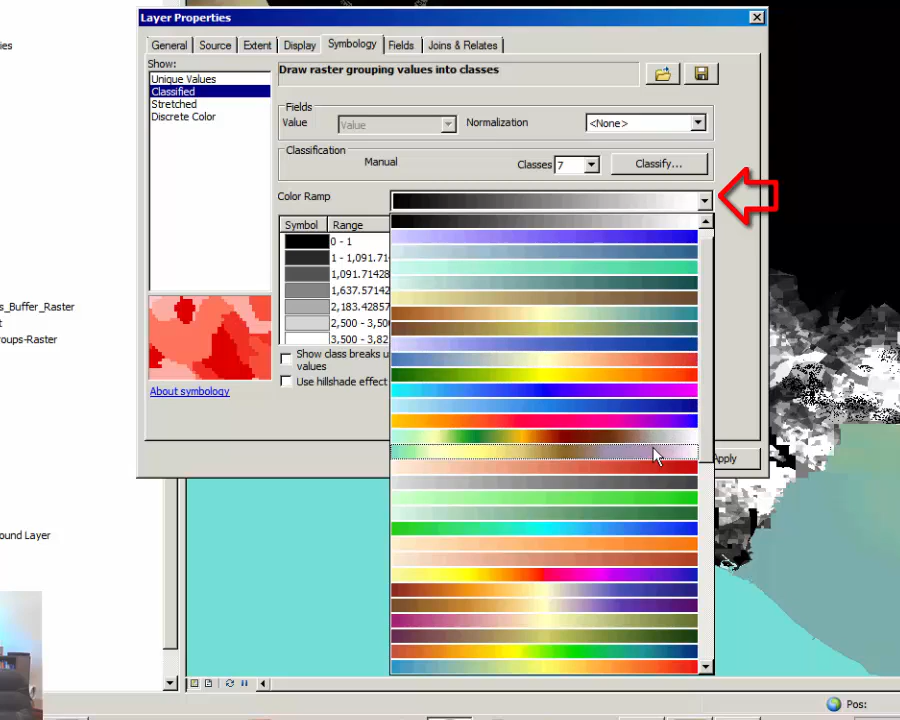 Layer Properties
ies
General Source Extent Display Symbology Fields Joins & Relates
Show:
Unique Values
Classified
Stretched
Discrete Color
Draw raster grouping values into classes
Fields
Value Value Normalization <None>
Classification
Manual Classes 7 Classify...
Color Ramp
Symbol Range
0 - 1
1 - 1,091.71
1,091.71428
1,637.57142
2,183.42857
2,500 - 3,50
3,500 - 3,82
Show class breaks u
values
Use hillshade effect
About symbology
Apply
s_Buffer_Raster
t
roups-Raster
ound Layer
Pos: